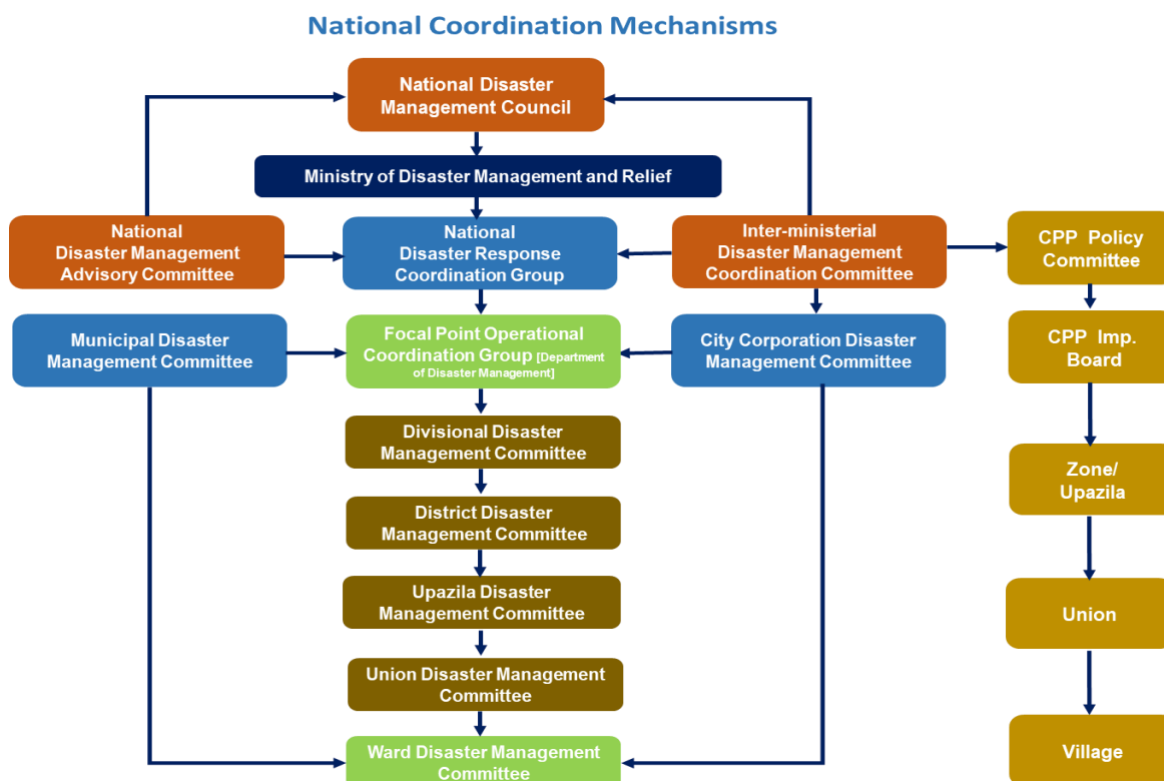 National Coordination Mechanisms
National Disaster
Management Council
Ministry of Disaster Management and Relief
National
Disaster Management
Advisory Committee
National
Disaster Response
Coordination Group
Inter-ministerial
Disaster Management
Coordination Committee
CPP Policy
Committee
Municipal Disaster
Management Committee
Focal Point Operational
Coordination Group [Department
of Disaster Management]
City Corporation Disaster
Management Committee
CPP Imp.
Board
Divisional Disaster
Management Committee
Zone/
Upazila
District Disaster
Management Committee
Upazila Disaster
Management Committee
Union
Union Disaster Management
Committee
Ward Disaster Management
Committee
Village